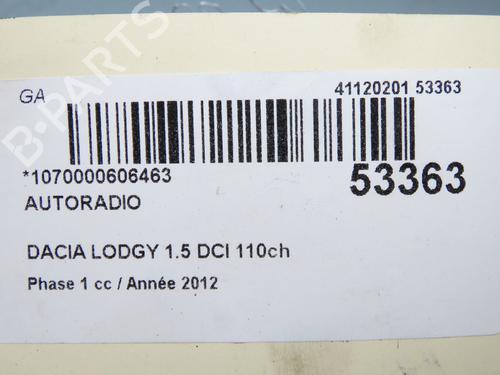 GA
41120201 53363
*1070000606463
53363
AUTORADIO
DACIA LODGY 1.5 DCI 110ch
Phase 1 cc / Année 2012
B-PARTS